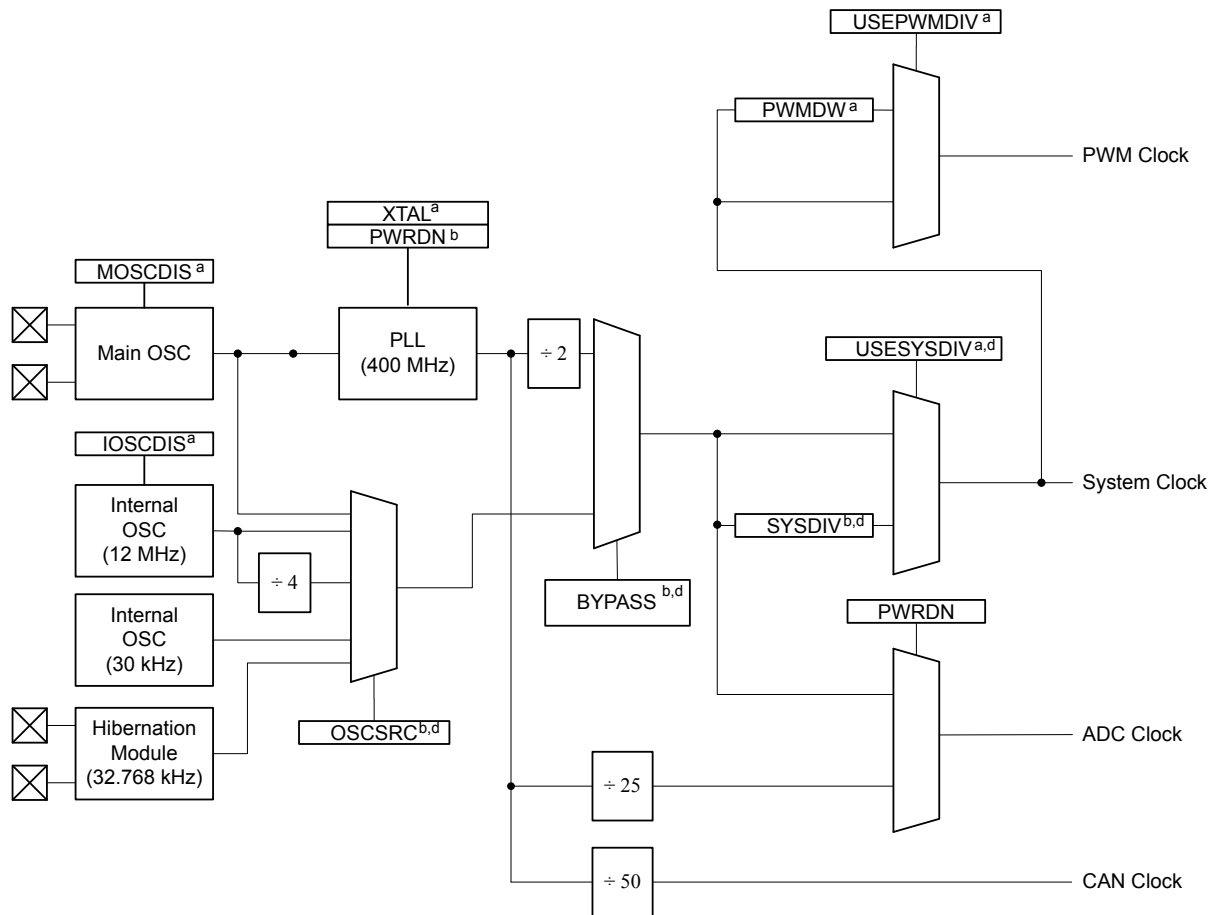 USEPWMDIV a
PWMDW a
PWM Clock
XTAL a
PWRDN b
MOSCDIS a
Main OSC
PLL
(400 MHz)
÷ 2
USESYSDIV a,d
IOSCDIS a
Internal
OSC
(12 MHz)
System Clock
SYSDIV b,d
÷ 4
BYPASS b,d
PWRDN
Internal
OSC
(30 kHz)
OSCSRC b,d
Hibernation
Module
(32.768 kHz)
ADC Clock
÷ 25
÷ 50
CAN Clock